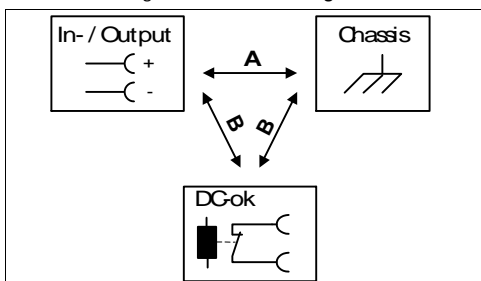 In- / Output
+
-
Chassis
A
B
B
DC-ok